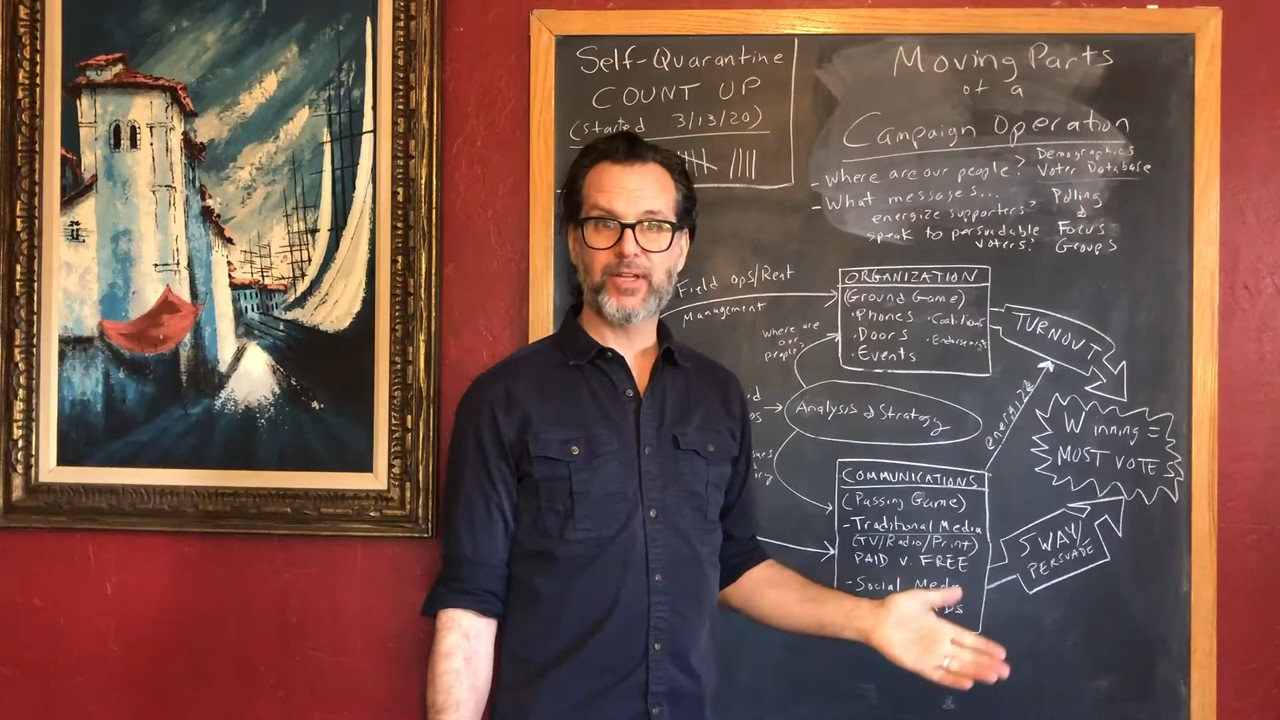 Self-Quarantine
COUNT UP
(started 3/13/20)
Moving Parts
of a
Campaign Operation
- Where are our people? Demographics
Voter Database
- What messages...
energize supporters?
speak to persuadable
voters?
Polling
&
Focus
Groups
Field ops/Rent
Management
where are
our
people?
ORGANIZATION
(Ground Game)
· Phones
· Doors
· Events
· Coalitions
· Endorsements
TURNOUT
Analysis & Strategy
energize
Winning =
MOST VOTES
COMMUNICATIONS
(Passing Game)
- Traditional Media
(TV/Radio/Print)
PAID V. FREE
- Social Media
SWAY/
PERSUADE